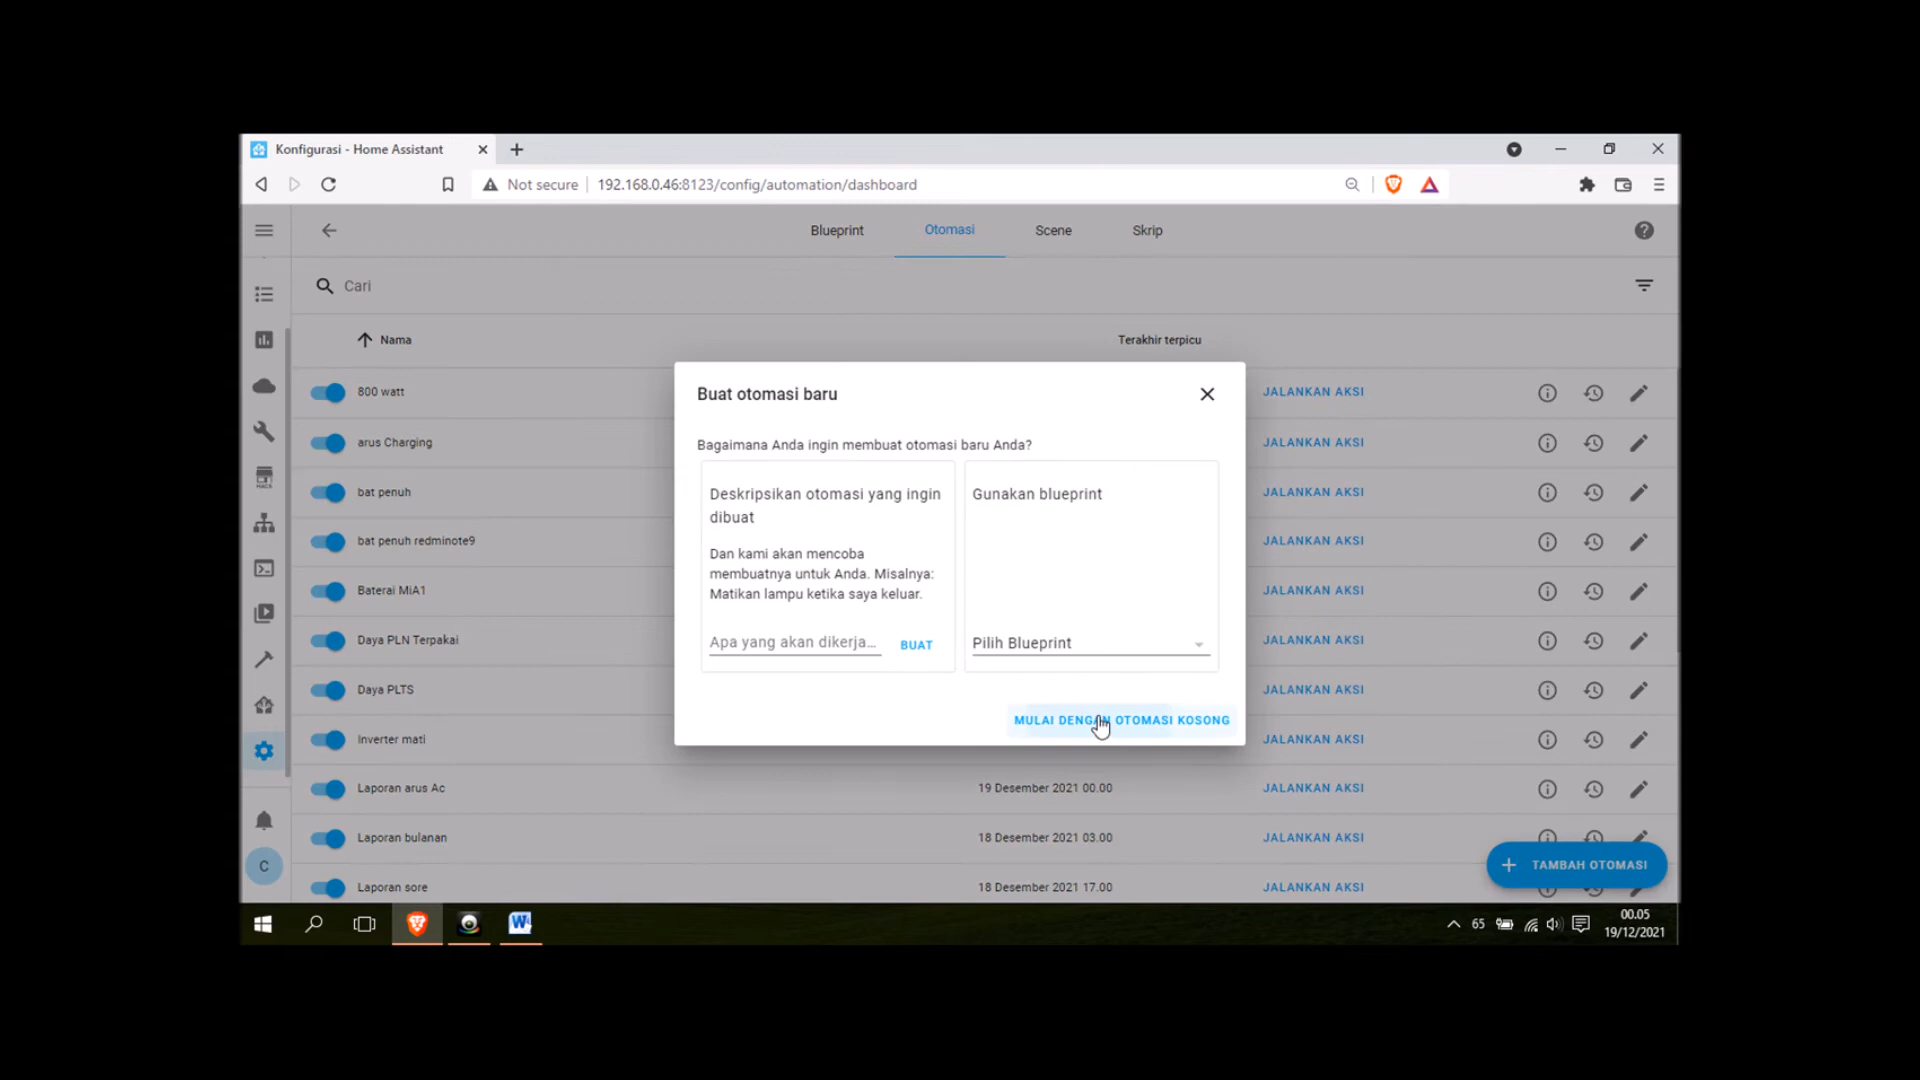 Konfigurasi - Home Assistant
Not secure
192.168.0.46:8123/config/automation/dashboard
Blueprint
Otomasi
Scene
Skrip
Cari
Nama
Terakhir terpicu
800 watt
JALANKAN AKSI
arus Charging
JALANKAN AKSI
bat penuh
JALANKAN AKSI
bat penuh redminote9
JALANKAN AKSI
Baterai MiA1
JALANKAN AKSI
Daya PLN Terpakai
JALANKAN AKSI
Daya PLTS
JALANKAN AKSI
Inverter mati
JALANKAN AKSI
Laporan arus Ac
19 Desember 2021 00.00
JALANKAN AKSI
Laporan bulanan
18 Desember 2021 03.00
JALANKAN AKSI
Laporan sore
18 Desember 2021 17.00
JALANKAN AKSI
Buat otomasi baru
Bagaimana Anda ingin membuat otomasi baru Anda?
Deskripsikan otomasi yang ingin
dibuat
Dan kami akan mencoba
membuatnya untuk Anda. Misalnya:
Matikan lampu ketika saya keluar.
Apa yang akan dikerja...
BUAT
Gunakan blueprint
Pilih Blueprint
MULAI DENGAN OTOMASI KOSONG
TAMBAH OTOMASI
HACS
C
65
00.05
19/12/2021